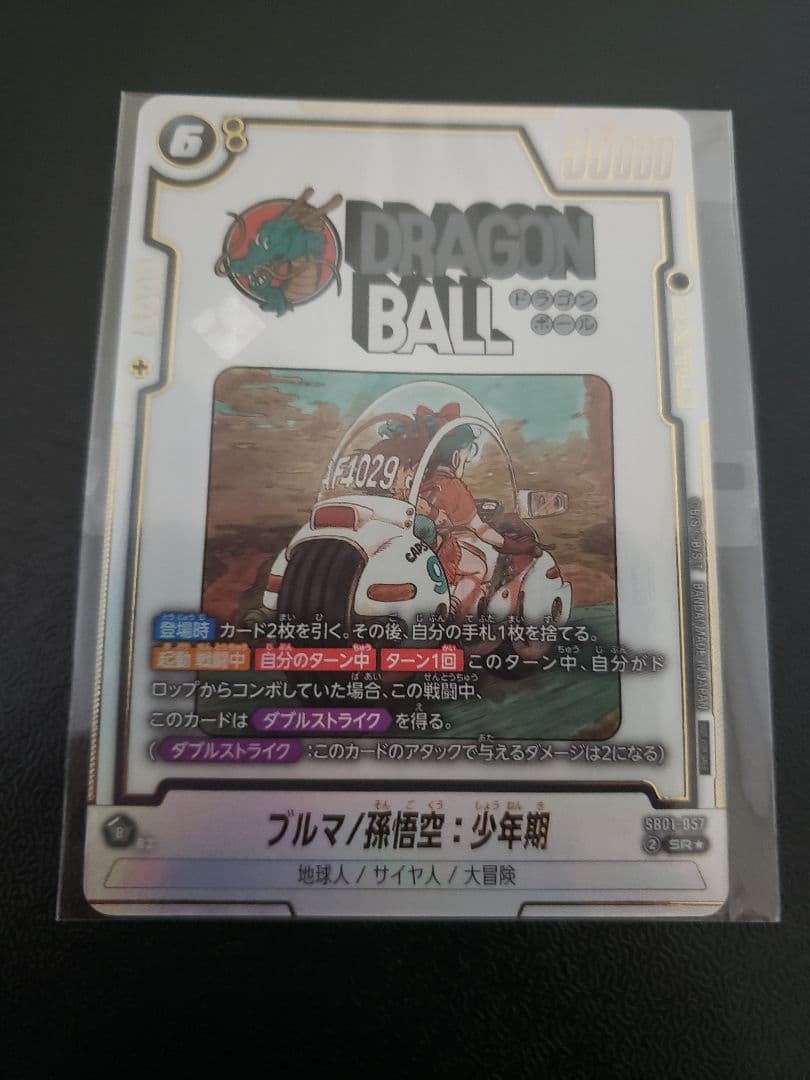 6 8
35000
DRAGON
BALL ドラゴン
ボール
AF4029
CAPS
9
登場時 カード2枚を引く。その後、自分の手札1枚を捨てる。
起動 戦闘中 自分のターン中 ターン1回 このターン中、自分がド
ロップからコンボしていた場合、この戦闘中、
このカードは ダブルストライク を得る。
( ダブルストライク :このカードのアタックで与えるダメージは2になる)
BANDAI MADE IN JAPAN
ブルマ/孫悟空:少年期
SB01-057
② SR★
地球人 / サイヤ人 / 大冒険